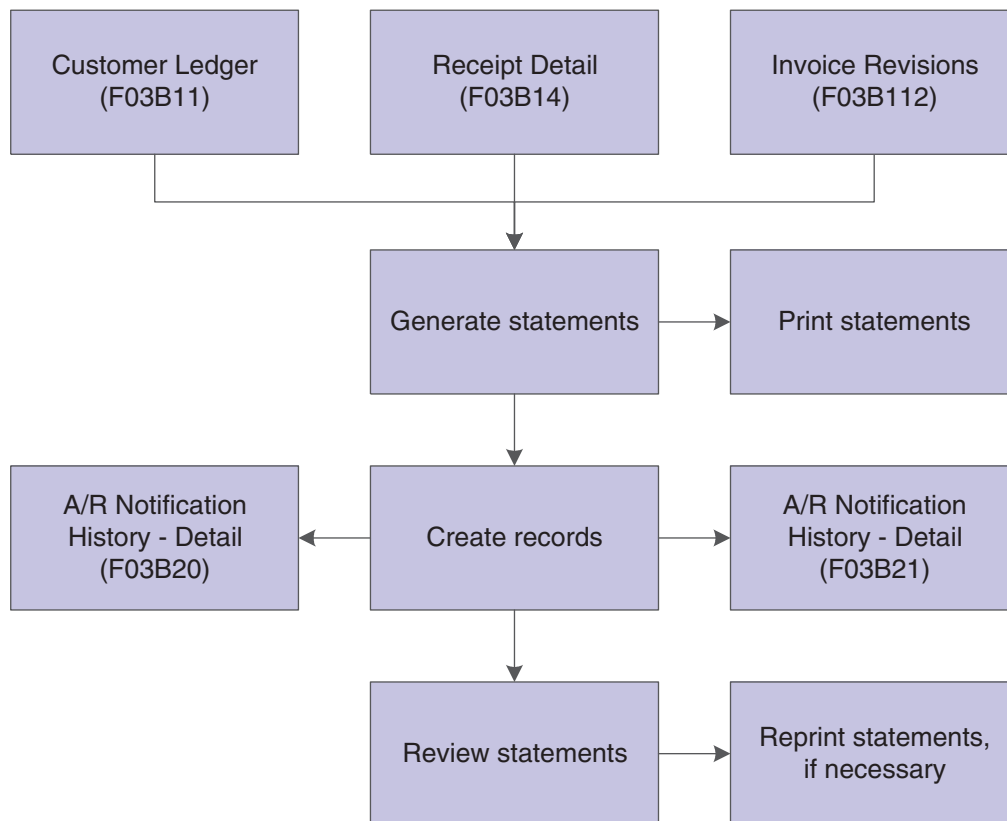 Customer Ledger
(F03B11)
Receipt Detail
(F03B14)
Invoice Revisions
(F03B112)
Generate statements
Print statements
A/R Notification
History - Detail
(F03B20)
Create records
A/R Notification
History - Detail
(F03B21)
Review statements
Reprint statements,
if necessary